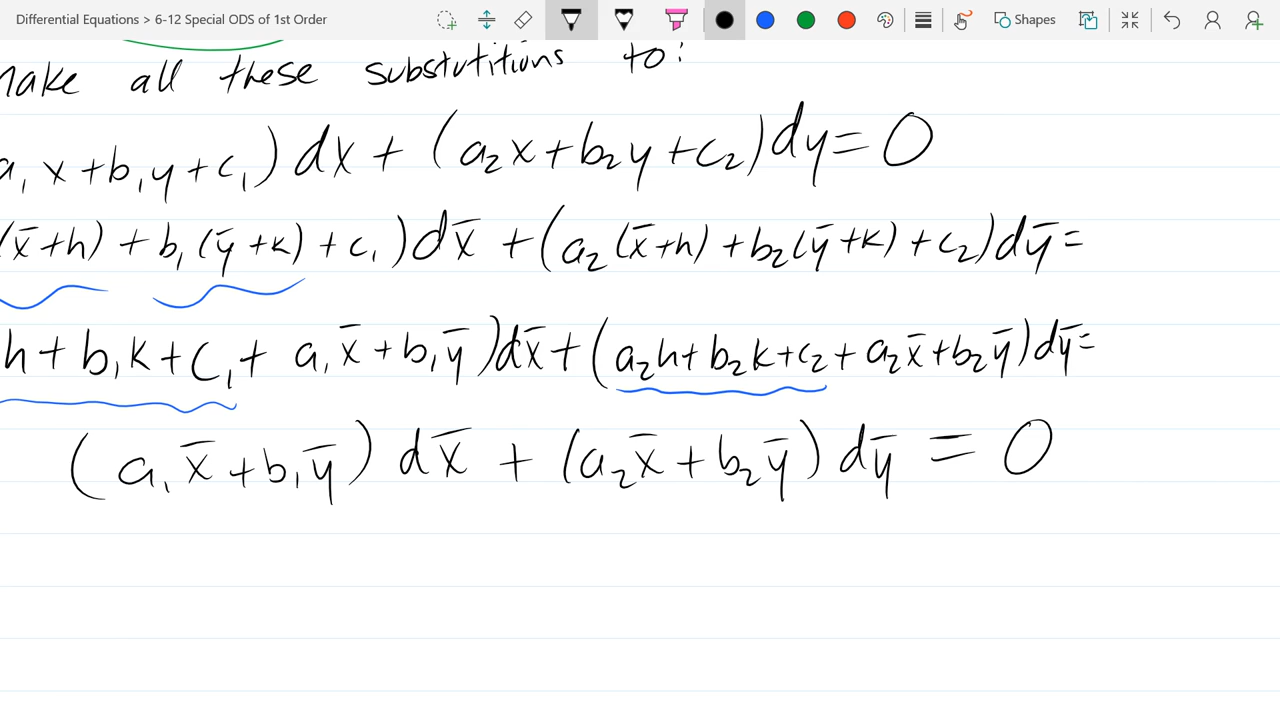 Differential Equations > 6-12 Special ODS of 1st Order
Shapes
make all these substutitions to:
a₁x+b₁y+c₁)dx+(a₂x+b₂y+c₂)dy=0
(x̄+h)+b₁(ȳ+k)+c₁)dx̄+(a₂(x̄+h)+b₂(ȳ+k)+c₂)dȳ=
h+b₁k+c₁+a₁x̄+b₁ȳ)dx̄+(a₂h+b₂k+c₂+a₂x̄+b₂ȳ)dȳ=
(a₁x̄+b₁ȳ)dx̄+(a₂x̄+b₂ȳ)dȳ=0